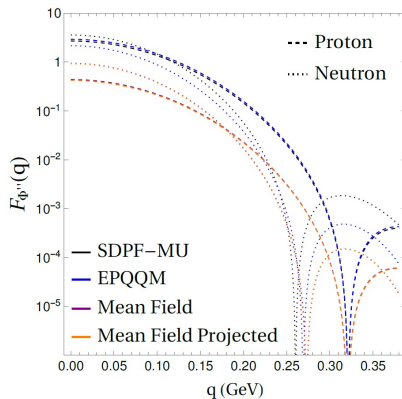 10
1
10⁻¹
10⁻²
10⁻³
10⁻⁴
10⁻⁵
F_Φ''(q)
Proton
Neutron
SDPF−MU
EPQQM
Mean Field
Mean Field Projected
0.00 0.05 0.10 0.15 0.20 0.25 0.30 0.35
q (GeV)